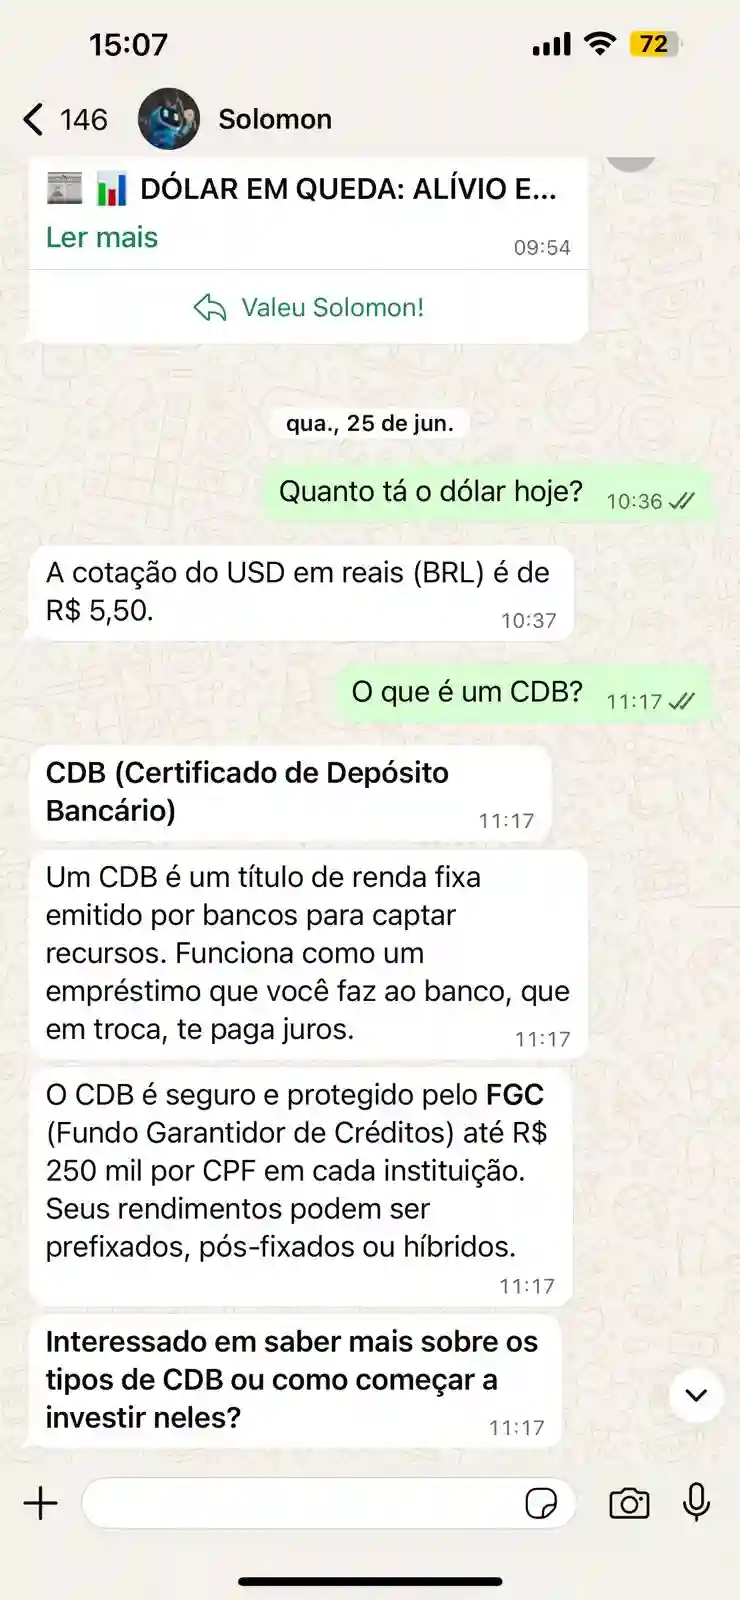 15:07
72
146
Solomon
DÓLAR EM QUEDA: ALÍVIO E...
Ler mais
09:54
Valeu Solomon!
qua., 25 de jun.
Quanto tá o dólar hoje?
10:36
A cotação do USD em reais (BRL) é de
R$ 5,50.
10:37
O que é um CDB?
11:17
CDB (Certificado de Depósito
Bancário)
11:17
Um CDB é um título de renda fixa
emitido por bancos para captar
recursos. Funciona como um
empréstimo que você faz ao banco, que
em troca, te paga juros.
11:17
O CDB é seguro e protegido pelo FGC
(Fundo Garantidor de Créditos) até R$
250 mil por CPF em cada instituição.
Seus rendimentos podem ser
prefixados, pós-fixados ou híbridos.
11:17
Interessado em saber mais sobre os
tipos de CDB ou como começar a
investir neles?
11:17